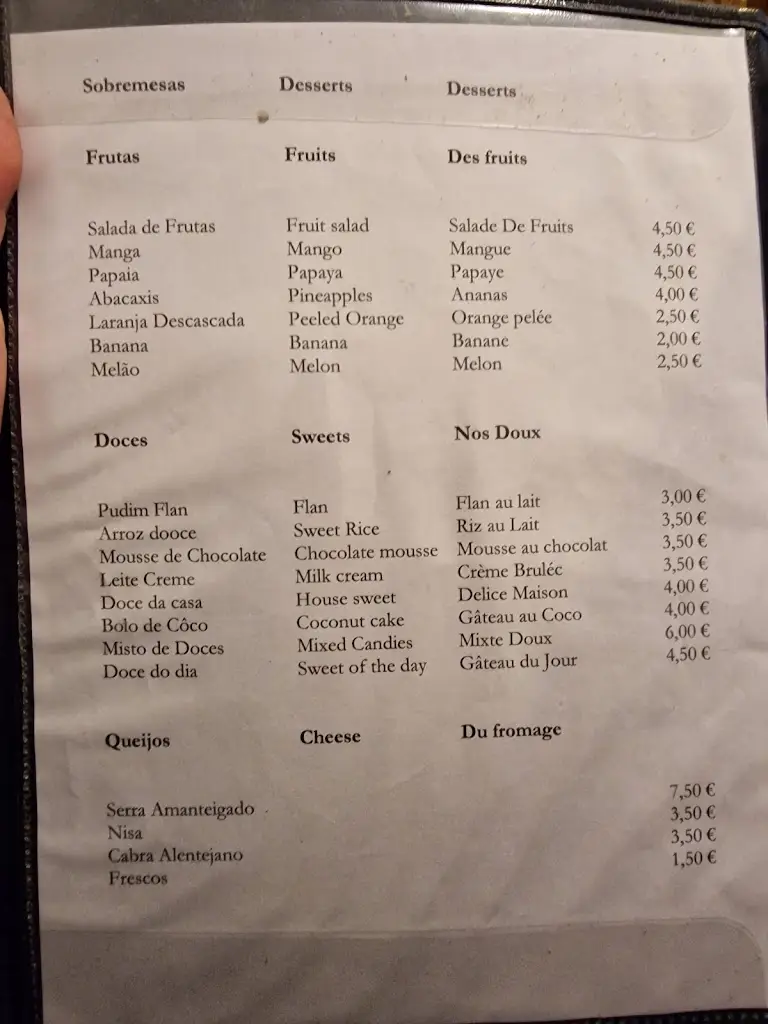 Sobremesas Desserts Desserts
Frutas Fruits Des fruits
Salada de Frutas Fruit salad Salade De Fruits 4,50 €
Manga Mango Mangue 4,50 €
Papaia Papaya Papaye 4,50 €
Abacaxis Pineapples Ananas 4,00 €
Laranja Descascada Peeled Orange Orange pelée 2,50 €
Banana Banana Banane 2,00 €
Melão Melon Melon 2,50 €
Doces Sweets Nos Doux
Pudim Flan Flan Flan au lait 3,00 €
Arroz dooce Sweet Rice Riz au Lait 3,50 €
Mousse de Chocolate Chocolate mousse Mousse au chocolat 3,50 €
Leite Creme Milk cream Crème Brulée 3,50 €
Doce da casa House sweet Delice Maison 4,00 €
Bolo de Côco Coconut cake Gâteau au Coco 4,00 €
Misto de Doces Mixed Candies Mixte Doux 6,00 €
Doce do dia Sweet of the day Gâteau du Jour 4,50 €
Queijos Cheese Du fromage
Serra Amanteigado 7,50 €
Nisa 3,50 €
Cabra Alentejano 3,50 €
Frescos 1,50 €